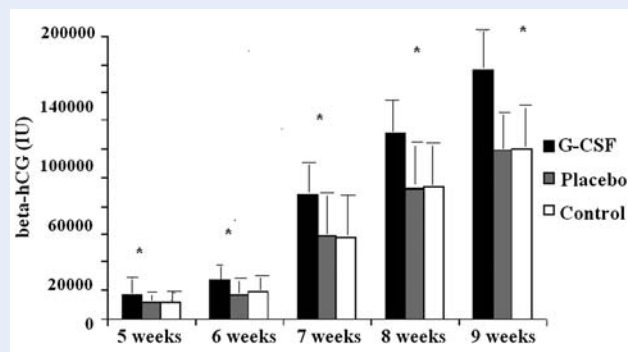 200000
140000
100000
60000
20000
0
beta-hCG (IU)
* * * * *
5 weeks 6 weeks 7 weeks 8 weeks 9 weeks
G-CSF
Placebo
Control